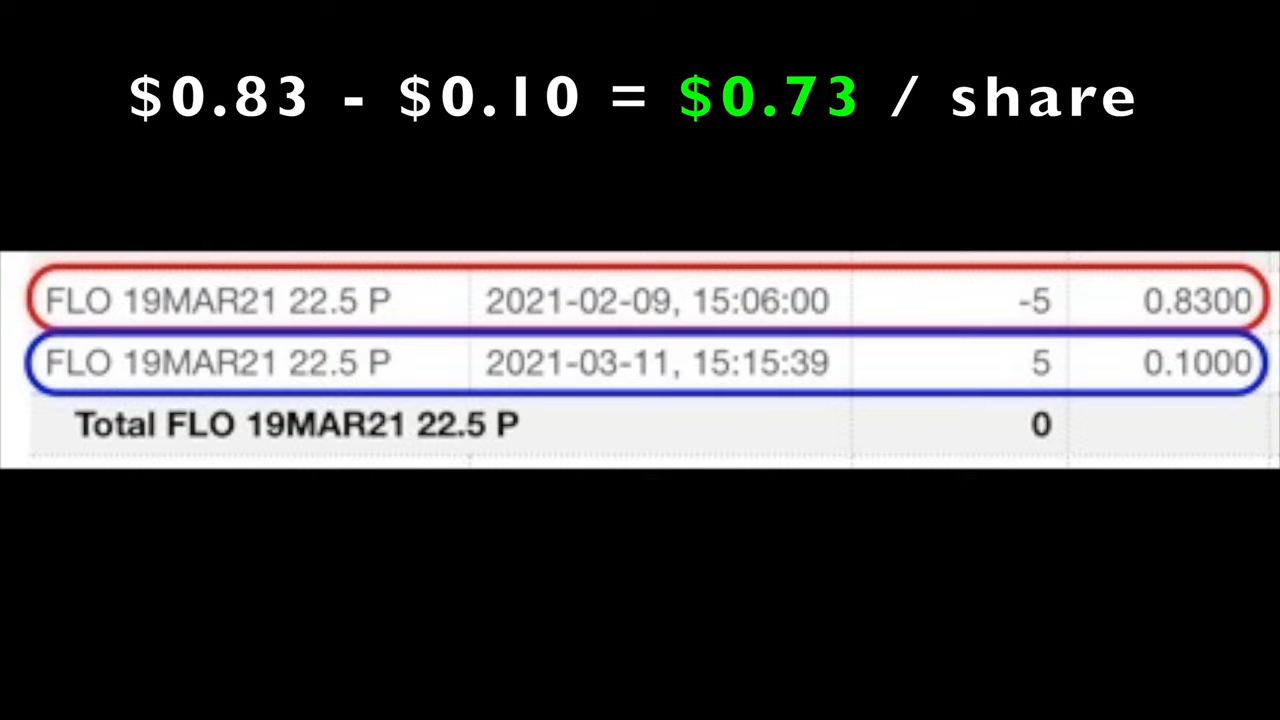 $0.83 - $0.10 = $0.73 / share
FLO 19MAR21 22.5 P 2021-02-09, 15:06:00 -5 0.8300
FLO 19MAR21 22.5 P 2021-03-11, 15:15:39 5 0.1000
Total FLO 19MAR21 22.5 P 0